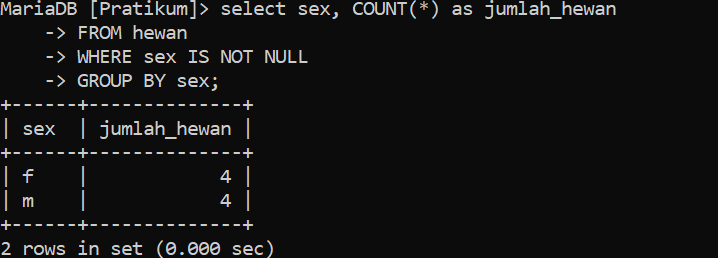 MariaDB [Pratikum]> select sex, COUNT(*) as jumlah_hewan
    -> FROM hewan
    -> WHERE sex IS NOT NULL
    -> GROUP BY sex;
+------+--------------+
| sex  | jumlah_hewan |
+------+--------------+
| f    |            4 |
| m    |            4 |
+------+--------------+
2 rows in set (0.000 sec)